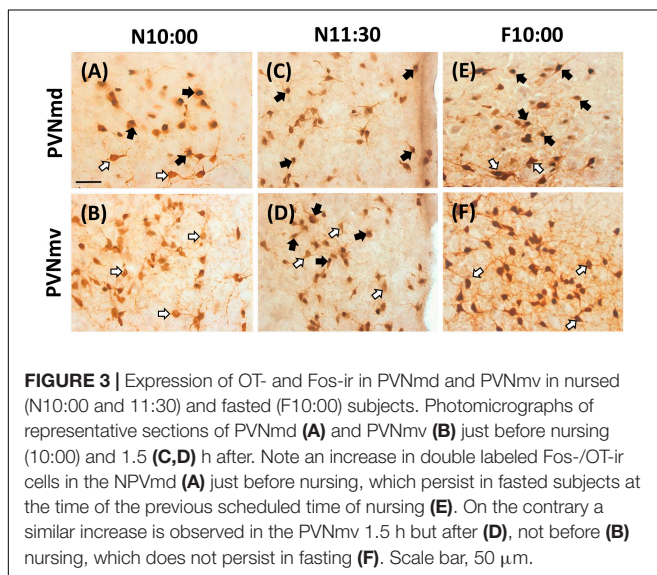 N10:00 N11:30 F10:00
PVNmd
(A) (C) (E)
PVNmv
(B) (D) (F)
FIGURE 3 | Expression of OT- and Fos-ir in PVNmd and PVNmv in nursed
(N10:00 and 11:30) and fasted (F10:00) subjects. Photomicrographs of
representative sections of PVNmd (A) and PVNmv (B) just before nursing
(10:00) and 1.5 (C,D) h after. Note an increase in double labeled Fos-/OT-ir
cells in the NPVmd (A) just before nursing, which persist in fasted subjects at
the time of the previous scheduled time of nursing (E). On the contrary a
similar increase is observed in the PVNmv 1.5 h but after (D), not before (B)
nursing, which does not persist in fasting (F). Scale bar, 50 μm.